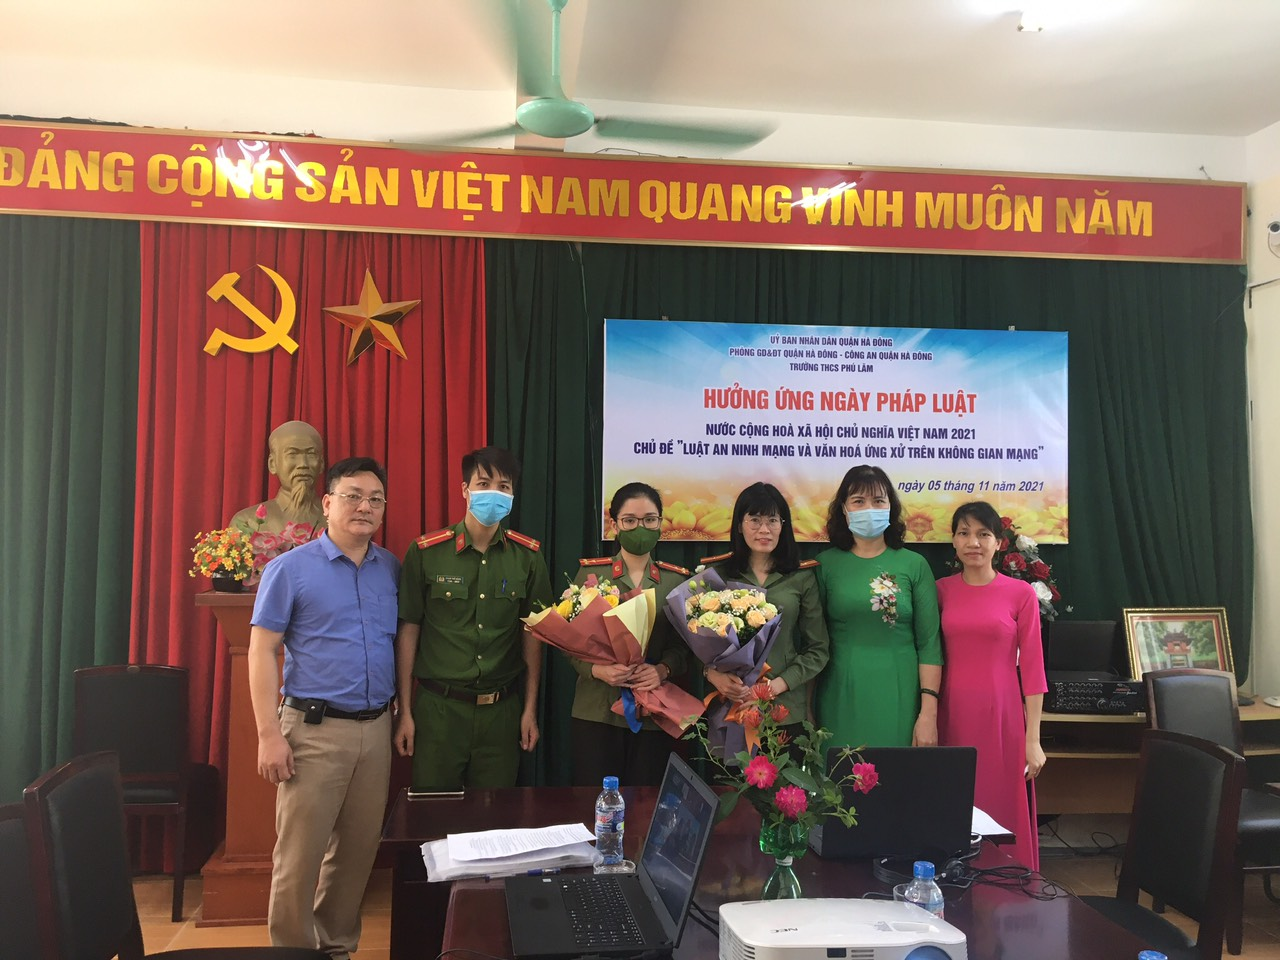 ĐẢNG CỘNG SẢN VIỆT NAM QUANG VINH MUÔN NĂM
UỶ BAN NHÂN DÂN QUẬN HÀ ĐÔNG
PHÒNG GD&ĐT QUẬN HÀ ĐÔNG - CÔNG AN QUẬN HÀ ĐÔNG
TRƯỜNG THCS PHÚ LÃM
HƯỞNG ỨNG NGÀY PHÁP LUẬT
NƯỚC CỘNG HOÀ XÃ HỘI CHỦ NGHĨA VIỆT NAM 2021
CHỦ ĐỀ "LUẬT AN NINH MẠNG VÀ VĂN HOÁ ỨNG XỬ TRÊN KHÔNG GIAN MẠNG"
ngày 05 tháng 11 năm 2021
NEC